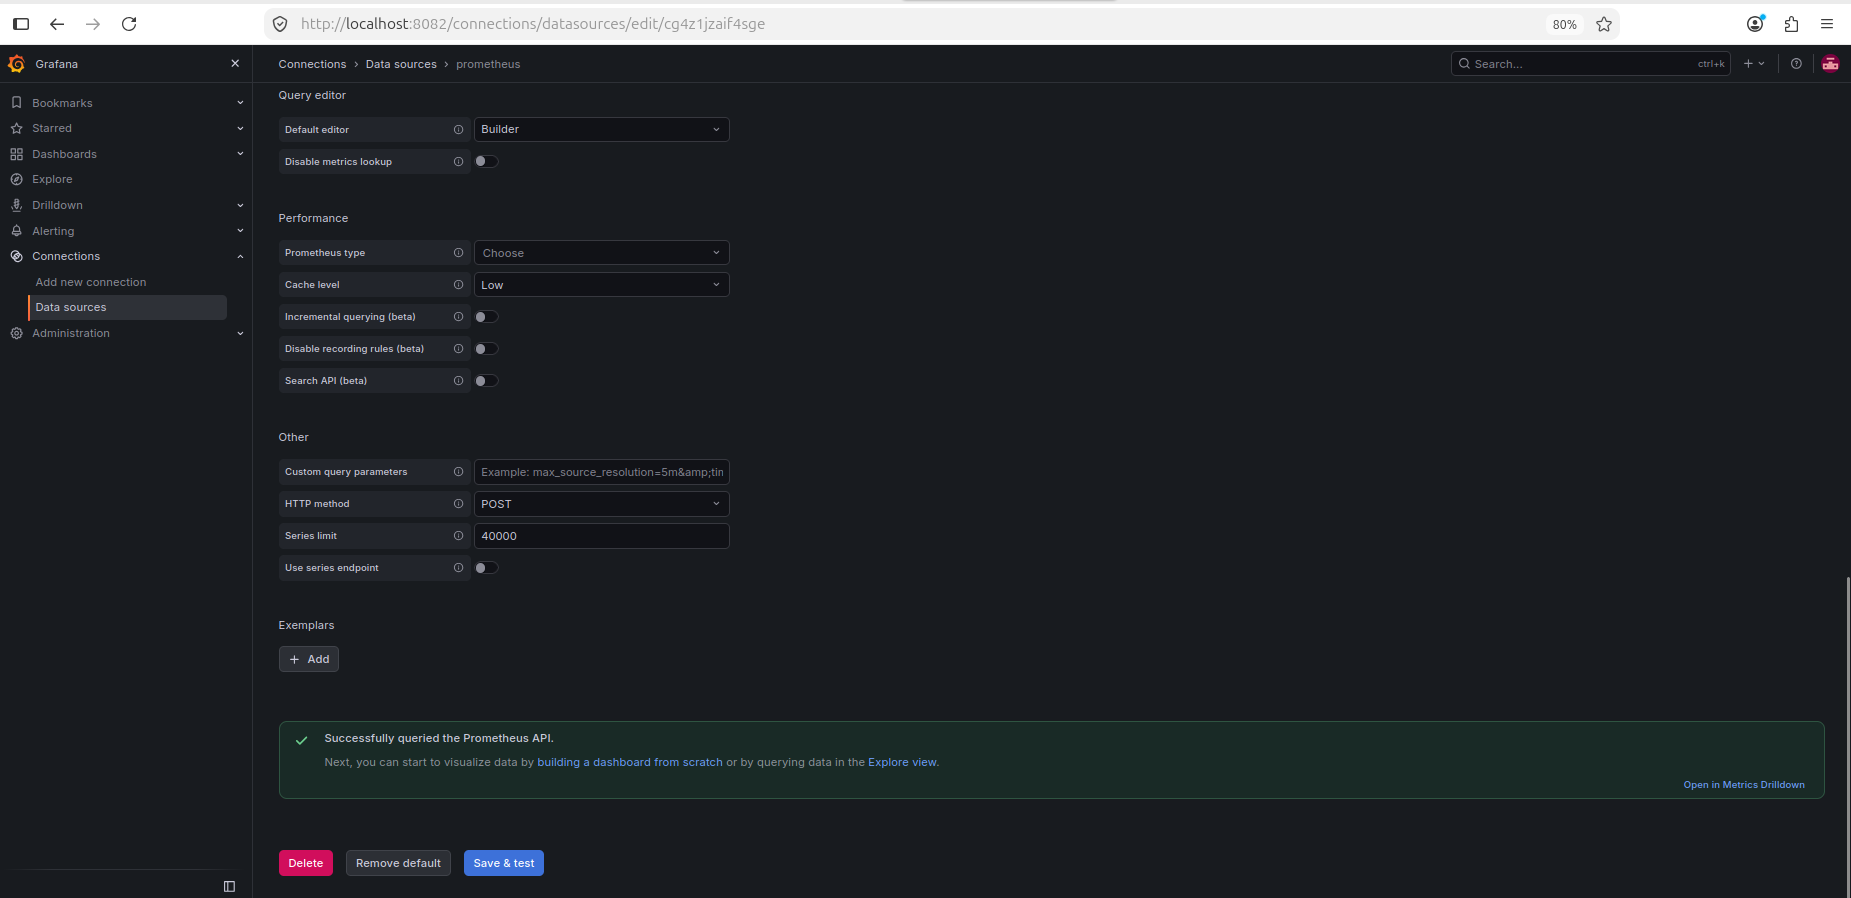 http://localhost:8082/connections/datasources/edit/cg4z1jzaif4sge
80%
Grafana
Connections › Data sources › prometheus
Search...
ctrl+k
Bookmarks
Starred
Dashboards
Explore
Drilldown
Alerting
Connections
Add new connection
Data sources
Administration
Query editor
Default editor
Builder
Disable metrics lookup
Performance
Prometheus type
Choose
Cache level
Low
Incremental querying (beta)
Disable recording rules (beta)
Search API (beta)
Other
Custom query parameters
Example: max_source_resolution=5m&amp;tin
HTTP method
POST
Series limit
40000
Use series endpoint
Exemplars
+ Add
Successfully queried the Prometheus API.
Next, you can start to visualize data by building a dashboard from scratch or by querying data in the Explore view.
Open in Metrics Drilldown
Delete
Remove default
Save & test